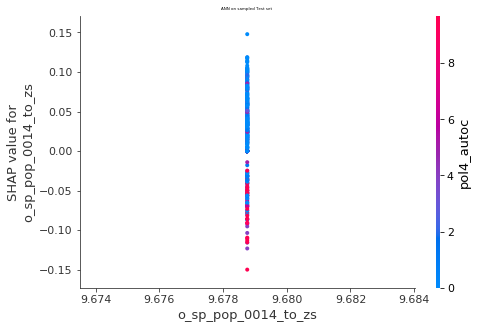 ANN on sampled Test set
0.15
0.10
0.05
0.00
−0.05
−0.10
−0.15
SHAP value for
o_sp_pop_0014_to_zs
9.674 9.676 9.678 9.680 9.682 9.684
o_sp_pop_0014_to_zs
8
6
4
2
0
pol4_autoc